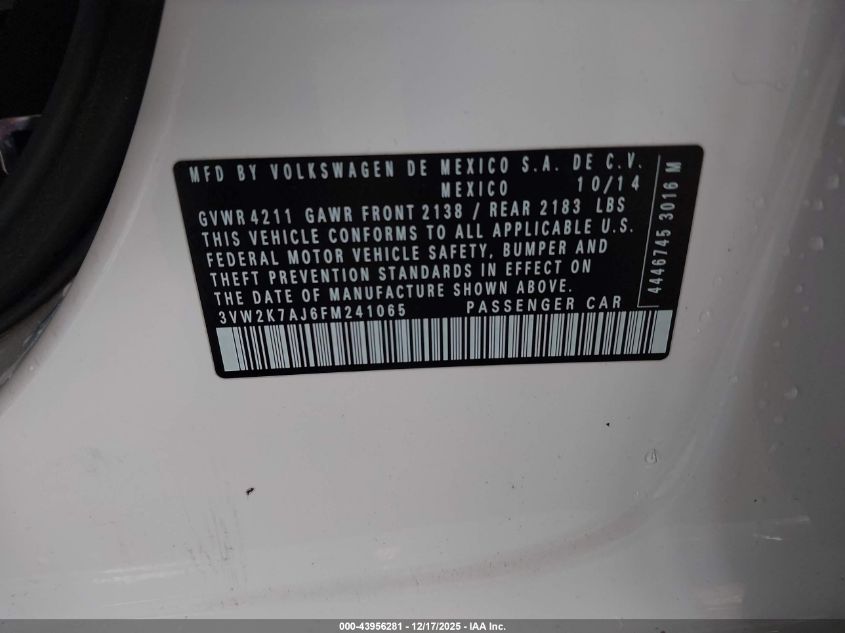 MFD BY VOLKSWAGEN DE MEXICO S.A. DE C.V.
MEXICO 10/14
GVWR 4211 GAWR FRONT 2138 / REAR 2183 LBS
THIS VEHICLE CONFORMS TO ALL APPLICABLE U.S.
FEDERAL MOTOR VEHICLE SAFETY, BUMPER AND
THEFT PREVENTION STANDARDS IN EFFECT ON
THE DATE OF MANUFACTURE SHOWN ABOVE.
3VW2K7AJ6FM241065 PASSENGER CAR
4446745 3016 M
000-43956281 - 12/17/2025 - IAA Inc.